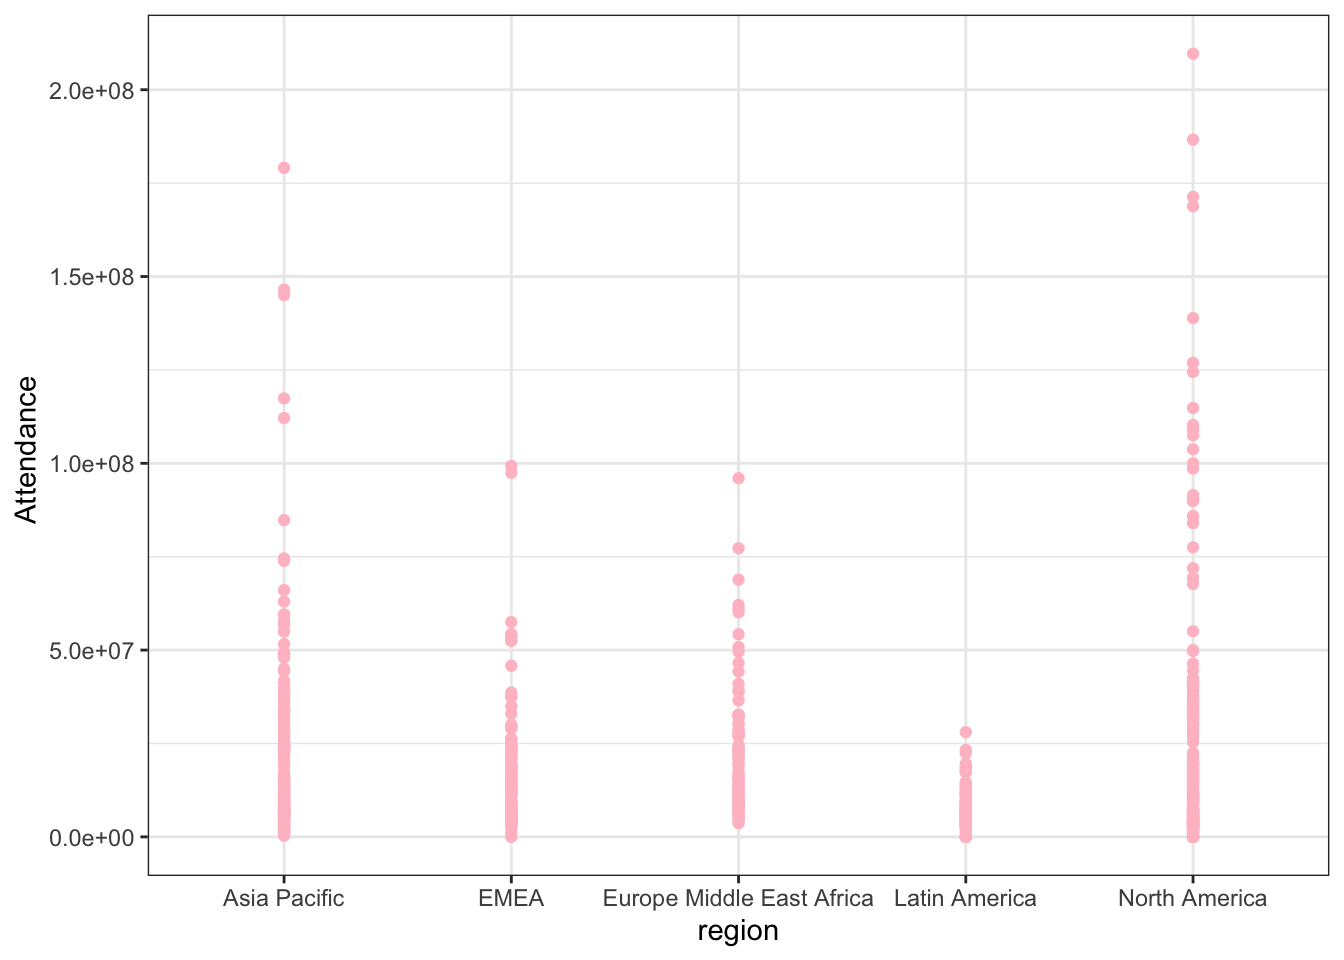 2.0e+08
1.5e+08
1.0e+08
5.0e+07
0.0e+00
Attendance
Asia Pacific EMEA Europe Middle East Africa Latin America North America
region